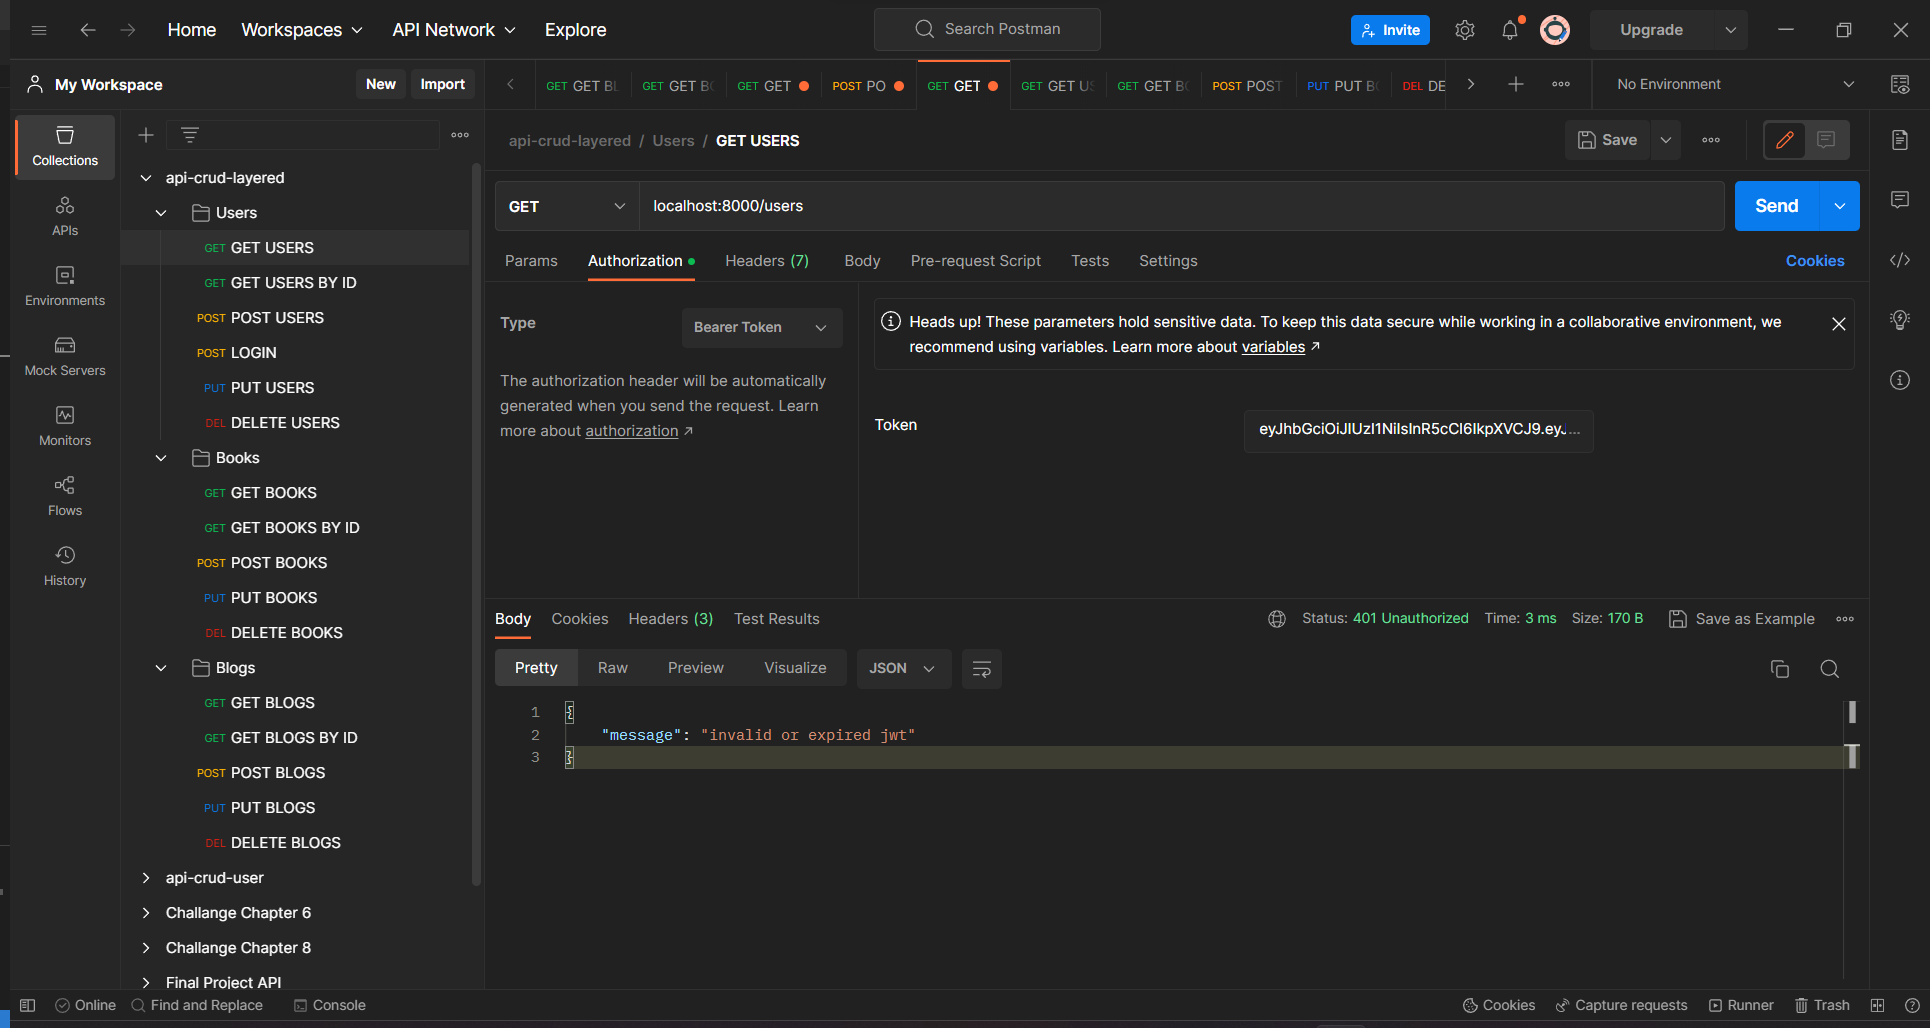 Home
Workspaces
API Network
Explore
Search Postman
Invite
Upgrade
My Workspace
New
Import
GET GET BL
GET GET BO
GET GET
POST PO
GET GET
GET GET US
GET GET BO
POST POST
PUT PUT BO
DEL DE
No Environment
Collections
APIs
Environments
Mock Servers
Monitors
Flows
History
api-crud-layered
Users
GET GET USERS
GET GET USERS BY ID
POST POST USERS
POST LOGIN
PUT PUT USERS
DEL DELETE USERS
Books
GET GET BOOKS
GET GET BOOKS BY ID
POST POST BOOKS
PUT PUT BOOKS
DEL DELETE BOOKS
Blogs
GET GET BLOGS
GET GET BLOGS BY ID
POST POST BLOGS
PUT PUT BLOGS
DEL DELETE BLOGS
api-crud-user
Challange Chapter 6
Challange Chapter 8
Final Project API
api-crud-layered / Users / GET USERS
Save
GET
localhost:8000/users
Send
Params
Authorization
Headers (7)
Body
Pre-request Script
Tests
Settings
Cookies
Type
Bearer Token
The authorization header will be automatically
generated when you send the request. Learn
more about authorization ↗
Heads up! These parameters hold sensitive data. To keep this data secure while working in a collaborative environment, we
recommend using variables. Learn more about variables ↗
Token
eyJhbGciOiJIUzI1NiIsInR5cCI6IkpXVCJ9.eyJ...
Body
Cookies
Headers (3)
Test Results
Status: 401 Unauthorized
Time: 3 ms
Size: 170 B
Save as Example
Pretty
Raw
Preview
Visualize
JSON
1 {
2 "message": "invalid or expired jwt"
3 }
Online
Find and Replace
Console
Cookies
Capture requests
Runner
Trash